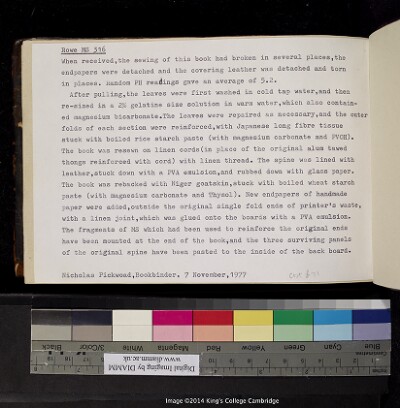 Rowe MS 316
When received,the sewing of this book had broken in several places,the
endpapers were detached and the covering leather was detached and torn
in places. random PH readings gave an average of 5.2.
After pulling,the leaves were first washed in cold tap water,and then
re-sized in a 2% gelatine size solution in warm water,which also contain-
ed magnesium bicarbonate.The leaves were repaired as necessary,and the outer
folds of each section were reinforced,with Japanese long fibre tissue
stuck with boiled rice starch paste (with magnesium carbonate and PVOH).
The book was resewn on linen cords(in place of the original alum tawed
thongs reinforced with cord) with linen thread. The spine was lined with
leather,stuck down with a PVA emulsion,and rubbed down with glass paper.
The book was rebacked with Niger goatskin,stuck with boiled wheat starch
paste (with magnesium carbonate and Thymol). New endpapers of handmade
paper were added,outside the original single fold ends of printer's waste,
with a linen joint,which was glued onto the boards with a PVA emulsion.
The fragments of MS which had been used to reinforce the original ends
have been mounted at the end of the book,and the three surviving panels
of the original spine have been pasted to the inside of the back board.
Nicholas Pickwoad,Bookbinder. 7 November,1977
Black 3/Color White Magenta Red Yellow Green Cyan Blue
Digital Imaging by DIAMM
www.diamm.ac.uk
Image ©2014 King's College Cambridge